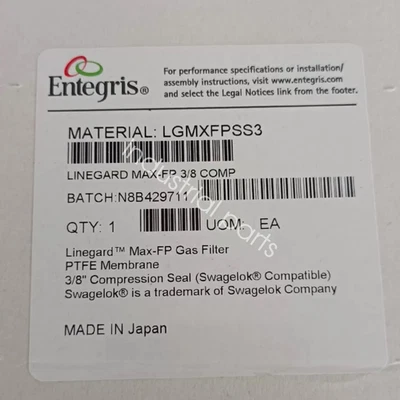 Entegris®
For performance specifications or installation/
assembly instructions, visit www.entegris.com
and select the Legal Notices link from the footer.
MATERIAL: LGMXFPSS3
LINEGARD MAX-FP 3/8 COMP
BATCH:N8B429711
QTY: 1 UOM: EA
Linegard™ Max-FP Gas Filter
PTFE Membrane
3/8" Compression Seal (Swagelok® Compatible)
Swagelok® is a trademark of Swagelok Company
MADE IN Japan
Industrial parts